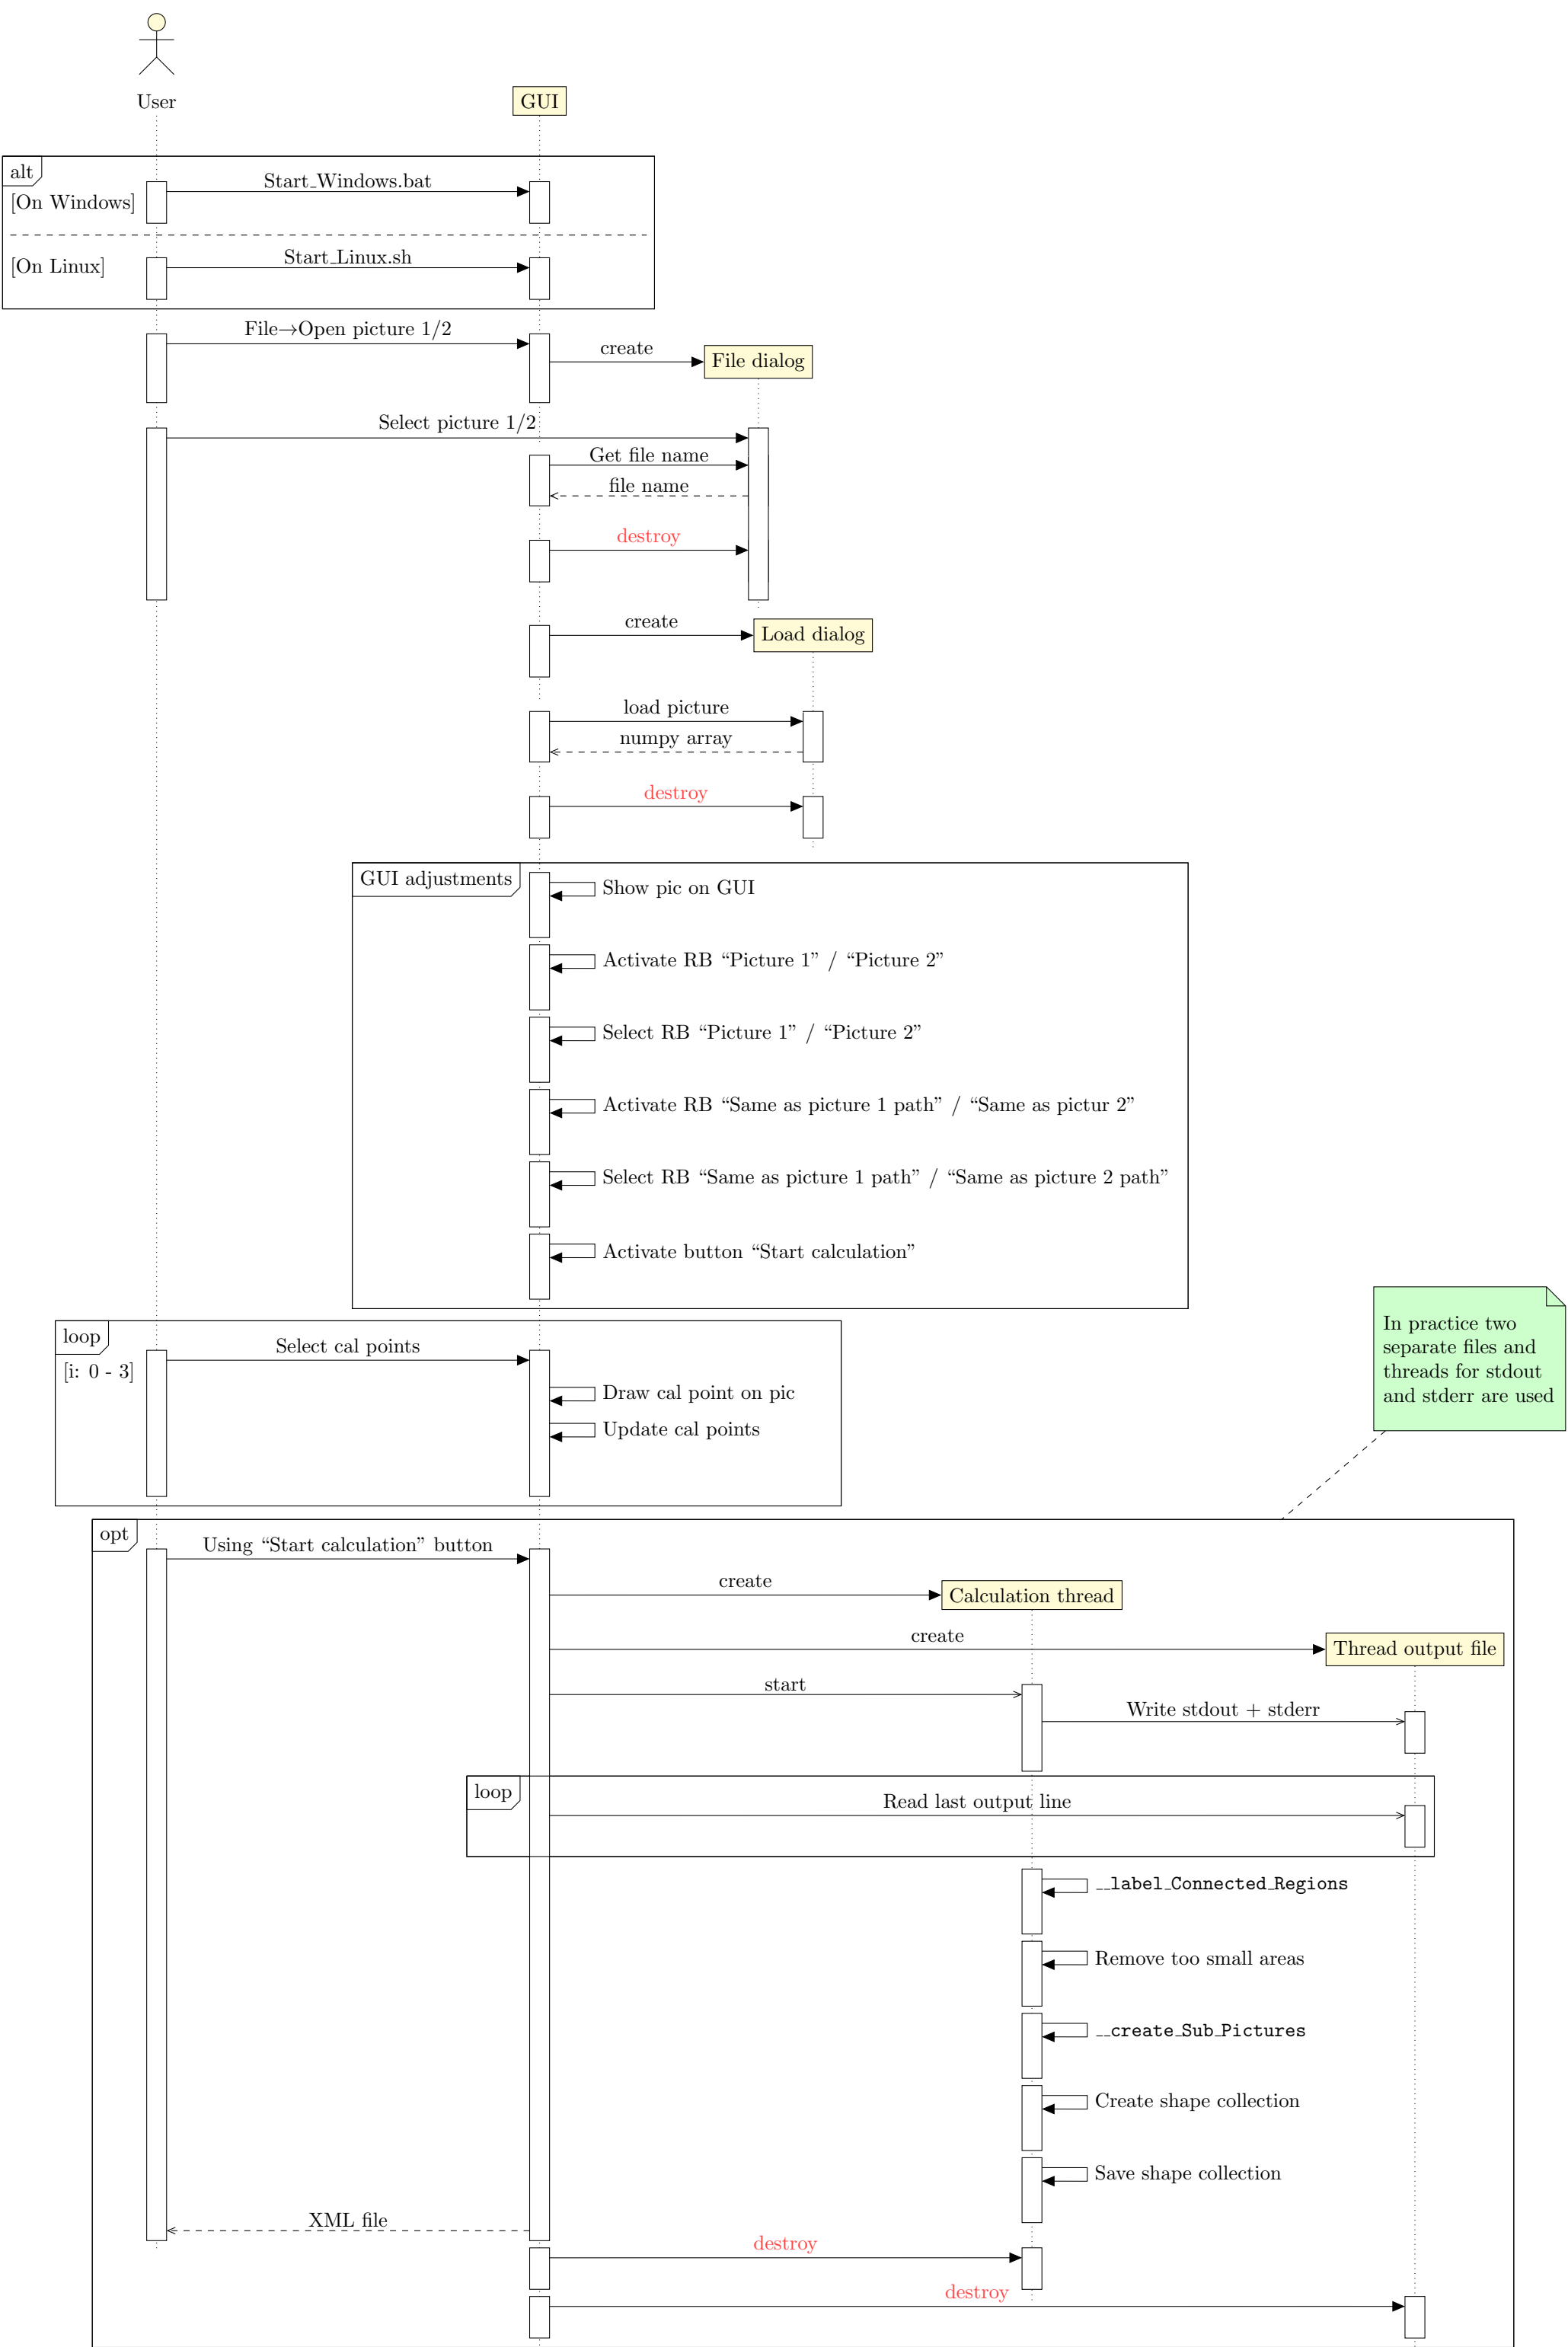 User
GUI
alt
Start_Windows.bat
[On Windows]
Start_Linux.sh
[On Linux]
File→Open picture 1/2
create
File dialog
Select picture 1/2
Get file name
file name
destroy
create
Load dialog
load picture
numpy array
destroy
GUI adjustments
Show pic on GUI
Activate RB “Picture 1” / “Picture 2”
Select RB “Picture 1” / “Picture 2”
Activate RB “Same as picture 1 path” / “Same as pictur 2”
Select RB “Same as picture 1 path” / “Same as picture 2 path”
Activate button “Start calculation”
In practice two
separate files and
threads for stdout
and stderr are used
loop
Select cal points
[i: 0 - 3]
Draw cal point on pic
Update cal points
opt
Using “Start calculation” button
create
Calculation thread
create
Thread output file
start
Write stdout + stderr
loop
Read last output line
__label_Connected_Regions
Remove too small areas
__create_Sub_Pictures
Create shape collection
Save shape collection
XML file
destroy
destroy